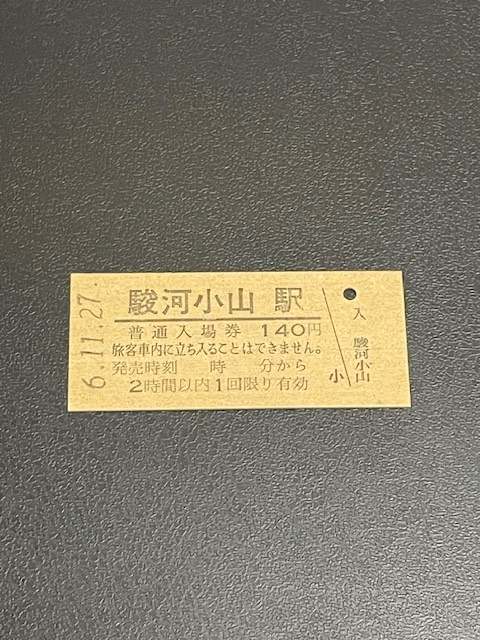 6.11.27.
駿河小山駅
普通入場券 140円
旅客車内に立ち入ることはできません。
発売時刻 時 分から
2時間以内1回限り有効
小
入 駿河小山